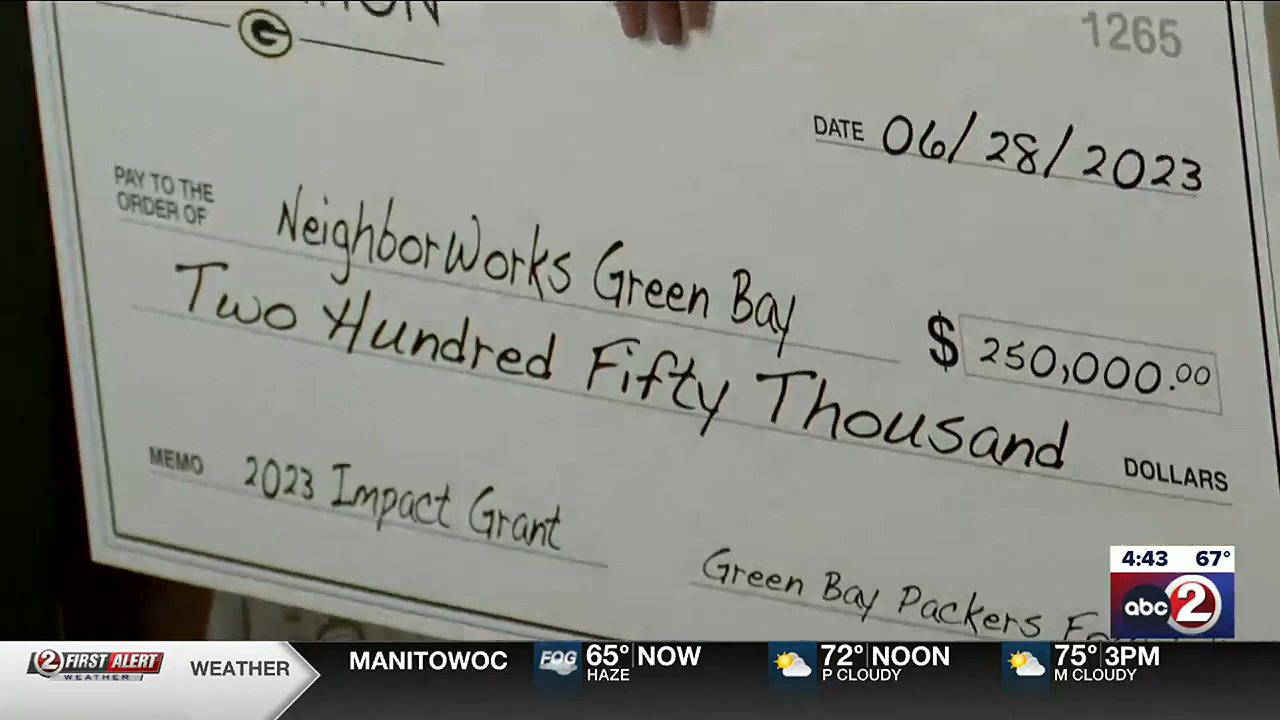 1265
DATE 06/28/2023
PAY TO THE
ORDER OF
NeighborWorks Green Bay
$ 250,000.00
Two Hundred Fifty Thousand
DOLLARS
MEMO 2023 Impact Grant
Green Bay Packers
4:43 67°
abc 2
2 FIRST ALERT
WEATHER
WEATHER
MANITOWOC
FOG
65° NOW
HAZE
72° NOON
P CLOUDY
75° 3PM
M CLOUDY